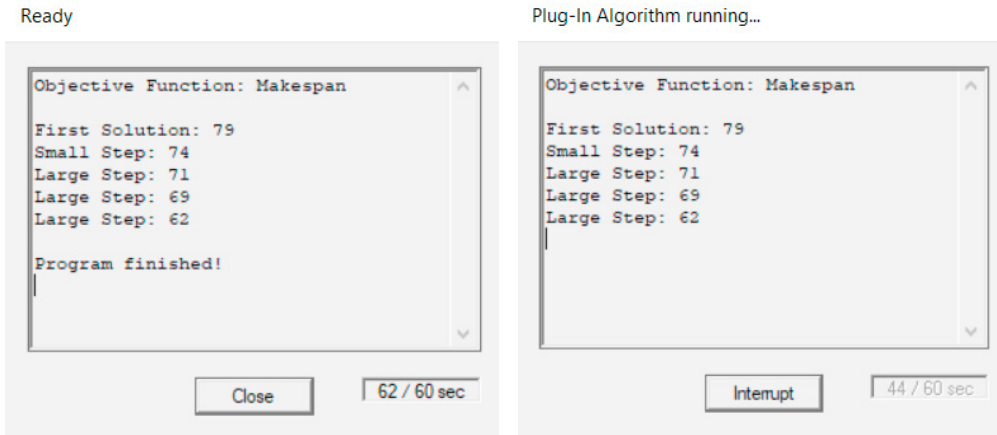 Ready
Objective Function: Makespan
First Solution: 79
Small Step: 74
Large Step: 71
Large Step: 69
Large Step: 62
Program finished!
Close
62 / 60 sec
Plug-In Algorithm running...
Objective Function: Makespan
First Solution: 79
Small Step: 74
Large Step: 71
Large Step: 69
Large Step: 62
Interrupt
44 / 60 sec